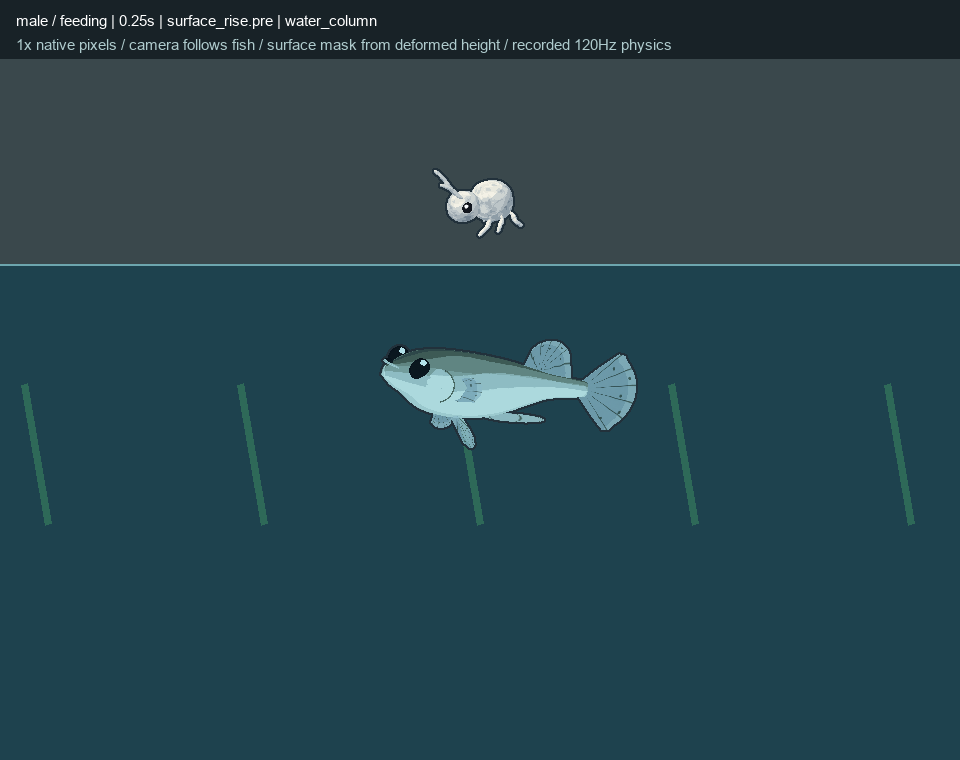 male / feeding | 0.25s | surface_rise.pre | water_column
1x native pixels / camera follows fish / surface mask from deformed height / recorded 120Hz physics